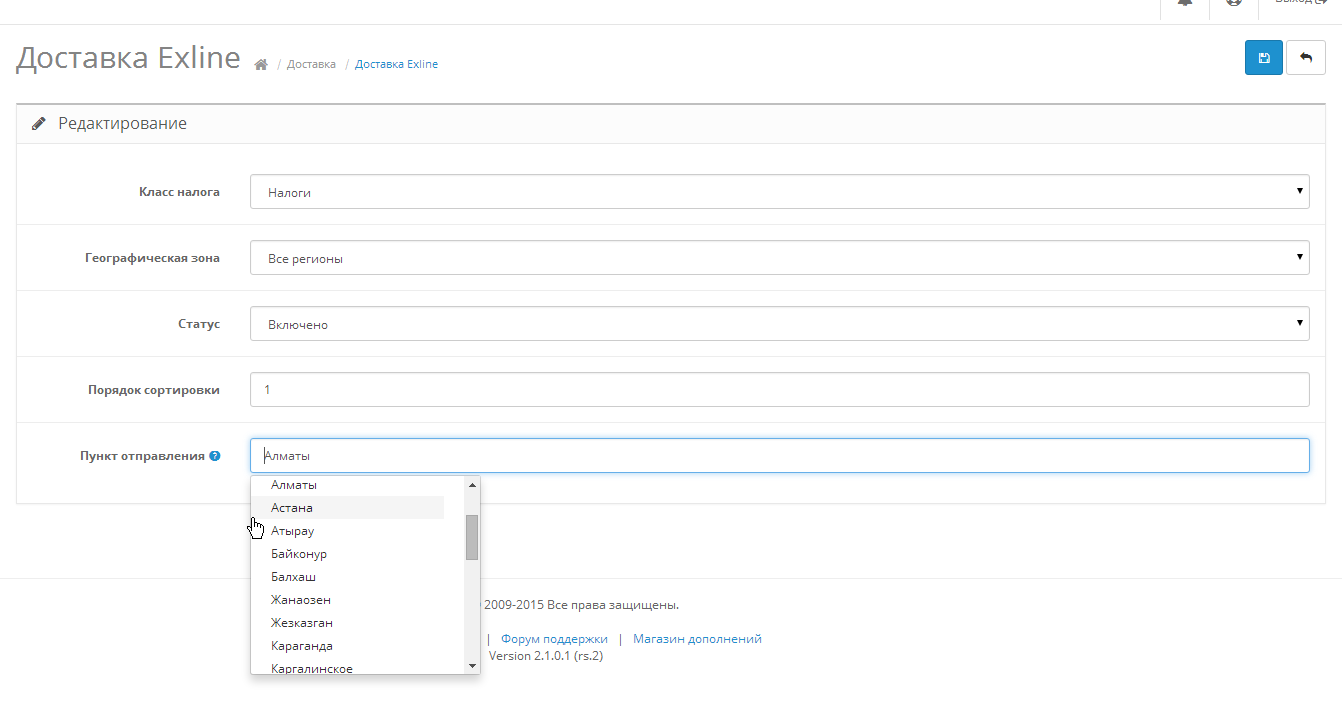 Выход
Доставка Exline / Доставка / Доставка Exline
Редактирование
Класс налога Налоги
Географическая зона Все регионы
Статус Включено
Порядок сортировки 1
Пункт отправления ? Алматы
Алматы
Астана
Атырау
Байконур
Балхаш
Жанаозен
Жезказган
Караганда
Каргалинское
2009-2015 Все права защищены.
| Форум поддержки | Магазин дополнений
Version 2.1.0.1 (rs.2)